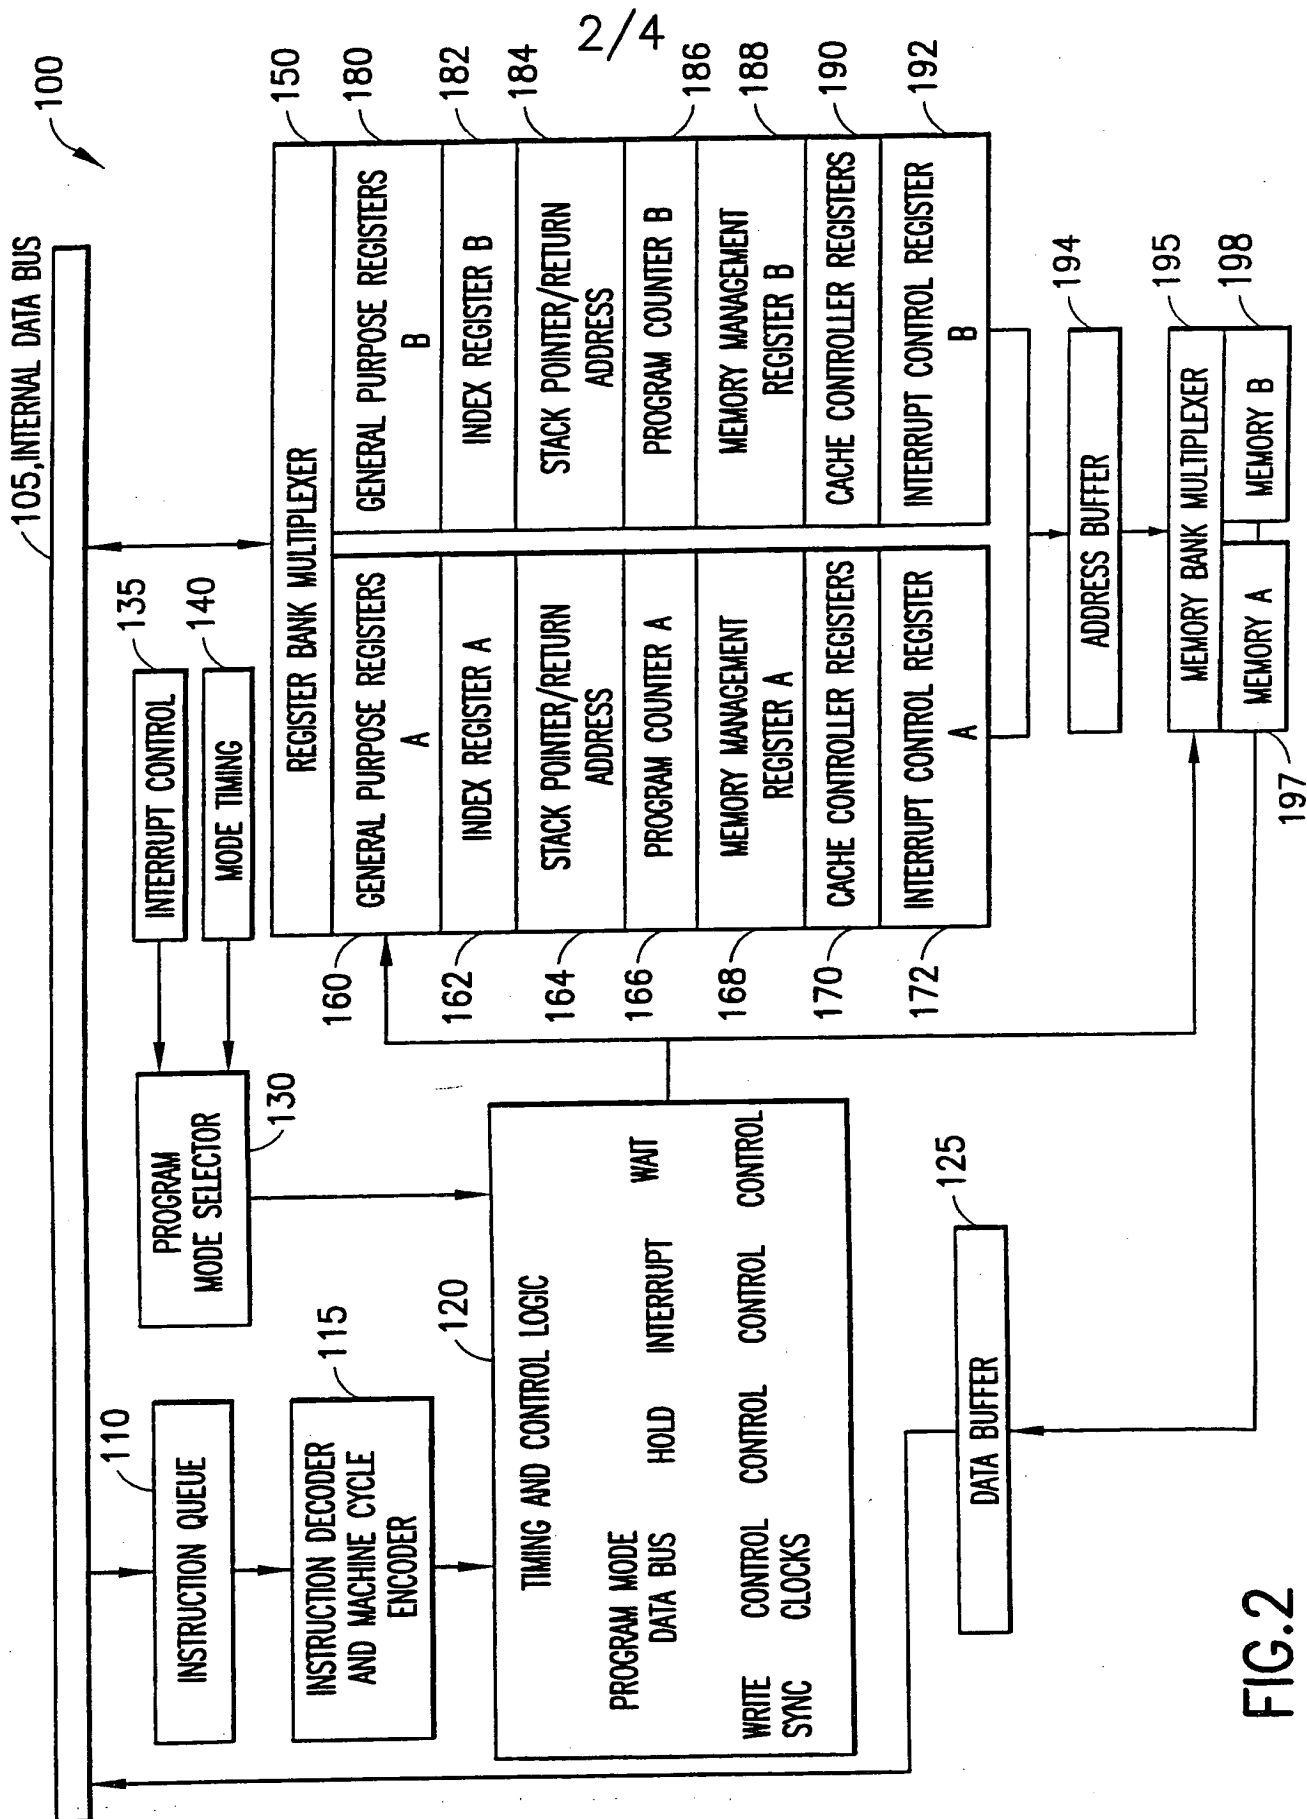 2/4
100
105, INTERNAL DATA BUS
110
INSTRUCTION QUEUE
115
INSTRUCTION DECODER
AND MACHINE CYCLE
ENCODER
PROGRAM
MODE SELECTOR
130
INTERRUPT CONTROL
135
MODE TIMING
140
120
TIMING AND CONTROL LOGIC
PROGRAM MODE
DATA BUS
HOLD
INTERRUPT
WAIT
WRITE
SYNC
CONTROL
CLOCKS
CONTROL
CONTROL
CONTROL
DATA BUFFER
125
REGISTER BANK MULTIPLEXER
150
160
GENERAL PURPOSE REGISTERS
A
GENERAL PURPOSE REGISTERS
B
180
162
INDEX REGISTER A
INDEX REGISTER B
182
164
STACK POINTER/RETURN
ADDRESS
STACK POINTER/RETURN
ADDRESS
184
166
PROGRAM COUNTER A
PROGRAM COUNTER B
186
168
MEMORY MANAGEMENT
REGISTER A
MEMORY MANAGEMENT
REGISTER B
188
170
CACHE CONTROLLER REGISTERS
CACHE CONTROLLER REGISTERS
190
172
INTERRUPT CONTROL REGISTER
A
INTERRUPT CONTROL REGISTER
B
192
ADDRESS BUFFER
194
MEMORY BANK MULTIPLEXER
195
MEMORY A
197
MEMORY B
198
FIG.2